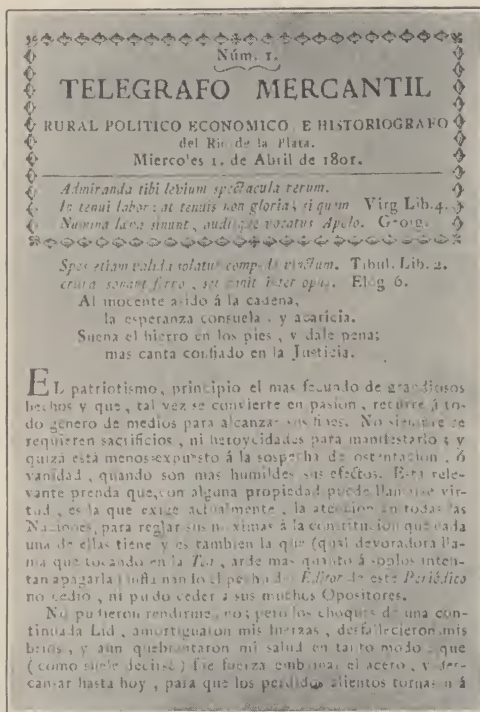 Núm. 1.
TELEGRAFO MERCANTIL
RURAL POLITICO ECONOMICO E HISTORIOGRAFO
del Rio de la Plata.
Miercoles 1. de Abril de 1801.
Admiranda tibi levium spectacula rerum.
In tenui labor: at tenuis non gloria; si quem Virg Lib. 4.
Numina læva sinunt, auditque vocatus Apolo. Georg.
Spes etiam valida solatur compede vinctum. Tibul. Lib. 2.
crura sonant ferro, set canit inter opus. Eleg 6.
Al inocente asido á la cadena,
la esperanza consuela, y acaricia.
Suena el hierro en los pies, y dale pena;
mas canta confiado en la Justicia.
EL patriotismo, principio el mas fecundo de grandiosos
hechos y que, tal vez se convierte en pasion, recurre á to-
do genero de medios para alcanzar sus fines. No siempre se
requieren sacrificios, ni heroycidades para manifestarlo; y
quizá está menos expuesto á la sospecha de ostentacion, ó
vanidad, quando son mas humildes sus efectos. Esta rele-
vante prenda que, con alguna propiedad puede llamarse vir-
tud, es la que exige actualmente, la atencion en todas las
Naciones, para reglar sus maximas á la constitucion que cada
una de ellas tiene y es tambien la que (qual devoradora lla-
ma que tocando en la arde mas quanto á soplos inten-
tan apagarla) inflamando el pecho del Editor de este Periódico
no cedió, ni pudo ceder á sus muchos Opositores.
No pudieron rendirme, no; pero los choques de una con-
tinuada Lid, amortiguaron mis fuerzas, desfallecieron mis
brios, y aun quebrantaron mi salud en tanto modo, que
(como suele decirse) fue fuerza embainar el acero, y des-
cansar hasta hoy, para que los perdidos alientos tornasen á